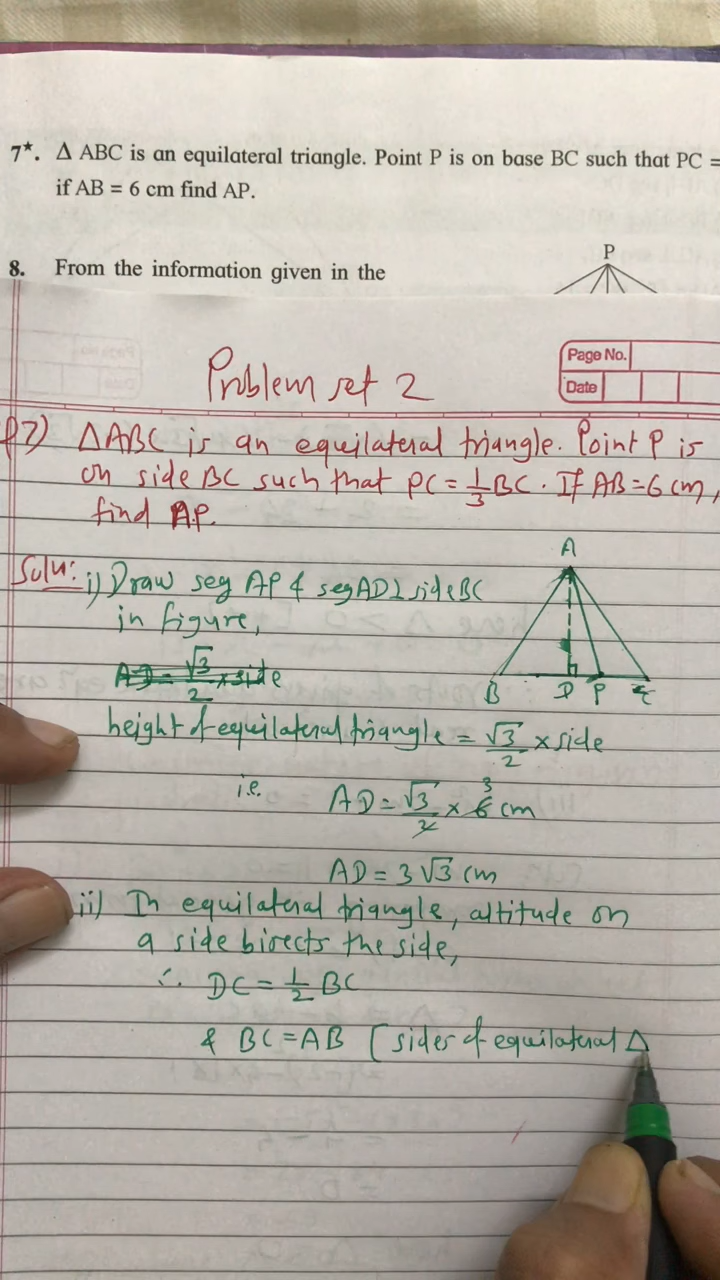 7*. Δ ABC is an equilateral triangle. Point P is on base BC such that PC =
if AB = 6 cm find AP.
8. From the information given in the
P
Problem set 2
Page No.
Date
Q7) ΔABC is an equilateral triangle. Point P is
on side BC such that PC = 1/3 BC. If AB = 6 cm,
find AP.
Soln: i) Draw seg AP & seg AD ⊥ side BC
in figure,
A
AD = √3/2 × side
B D P C
height of equilateral triangle = √3/2 × side
i.e. AD = √3/2 × 6 cm
3
AD = 3√3 cm
ii) In equilateral triangle, altitude on
a side bisects the side,
∴ DC = 1/2 BC
& BC = AB [sides of equilateral Δ